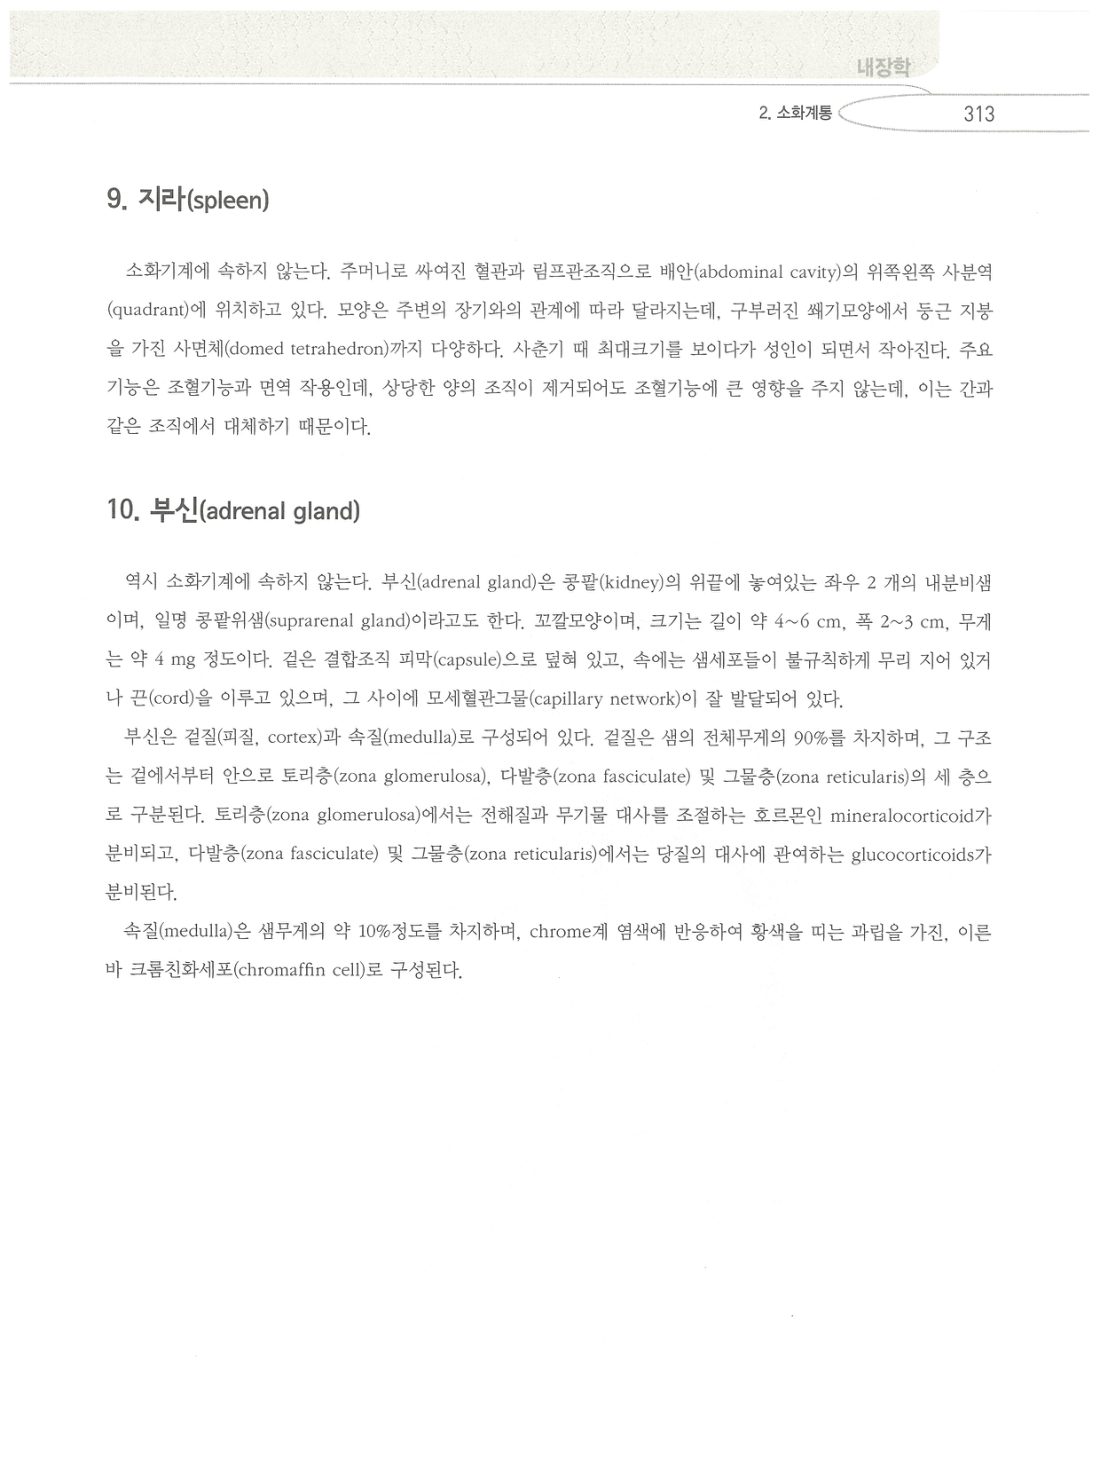 내장학
2. 소화계통
313
9. 지라(spleen)
소화기계에 속하지 않는다. 주머니로 싸여진 혈관과 림프관조직으로 배안(abdominal cavity)의 위쪽왼쪽 사분역
(quadrant)에 위치하고 있다. 모양은 주변의 장기와의 관계에 따라 달라지는데, 구부러진 쐐기모양에서 둥근 지붕
을 가진 사면체(domed tetrahedron)까지 다양하다. 사춘기 때 최대크기를 보이다가 성인이 되면서 작아진다. 주요
기능은 조혈기능과 면역 작용인데, 상당한 양의 조직이 제거되어도 조혈기능에 큰 영향을 주지 않는데, 이는 간과
같은 조직에서 대체하기 때문이다.
10. 부신(adrenal gland)
역시 소화기계에 속하지 않는다. 부신(adrenal gland)은 콩팥(kidney)의 위끝에 놓여있는 좌우 2 개의 내분비샘
이며, 일명 콩팥위샘(suprarenal gland)이라고도 한다. 꼬깔모양이며, 크기는 길이 약 4~6 cm, 폭 2~3 cm, 무게
는 약 4 mg 정도이다. 겉은 결합조직 피막(capsule)으로 덮혀 있고, 속에는 샘세포들이 불규칙하게 무리 지어 있거
나 끈(cord)을 이루고 있으며, 그 사이에 모세혈관그물(capillary network)이 잘 발달되어 있다.
부신은 겉질(피질, cortex)과 속질(medulla)로 구성되어 있다. 겉질은 샘의 전체무게의 90%를 차지하며, 그 구조
는 겉에서부터 안으로 토리층(zona glomerulosa), 다발층(zona fasciculate) 및 그물층(zona reticularis)의 세 층으
로 구분된다. 토리층(zona glomerulosa)에서는 전해질과 무기물 대사를 조절하는 호르몬인 mineralocorticoid가
분비되고, 다발층(zona fasciculate) 및 그물층(zona reticularis)에서는 당질의 대사에 관여하는 glucocorticoids가
분비된다.
속질(medulla)은 샘무게의 약 10%정도를 차지하며, chrome계 염색에 반응하여 황색을 띠는 과립을 가진, 이른
바 크롬친화세포(chromaffin cell)로 구성된다.